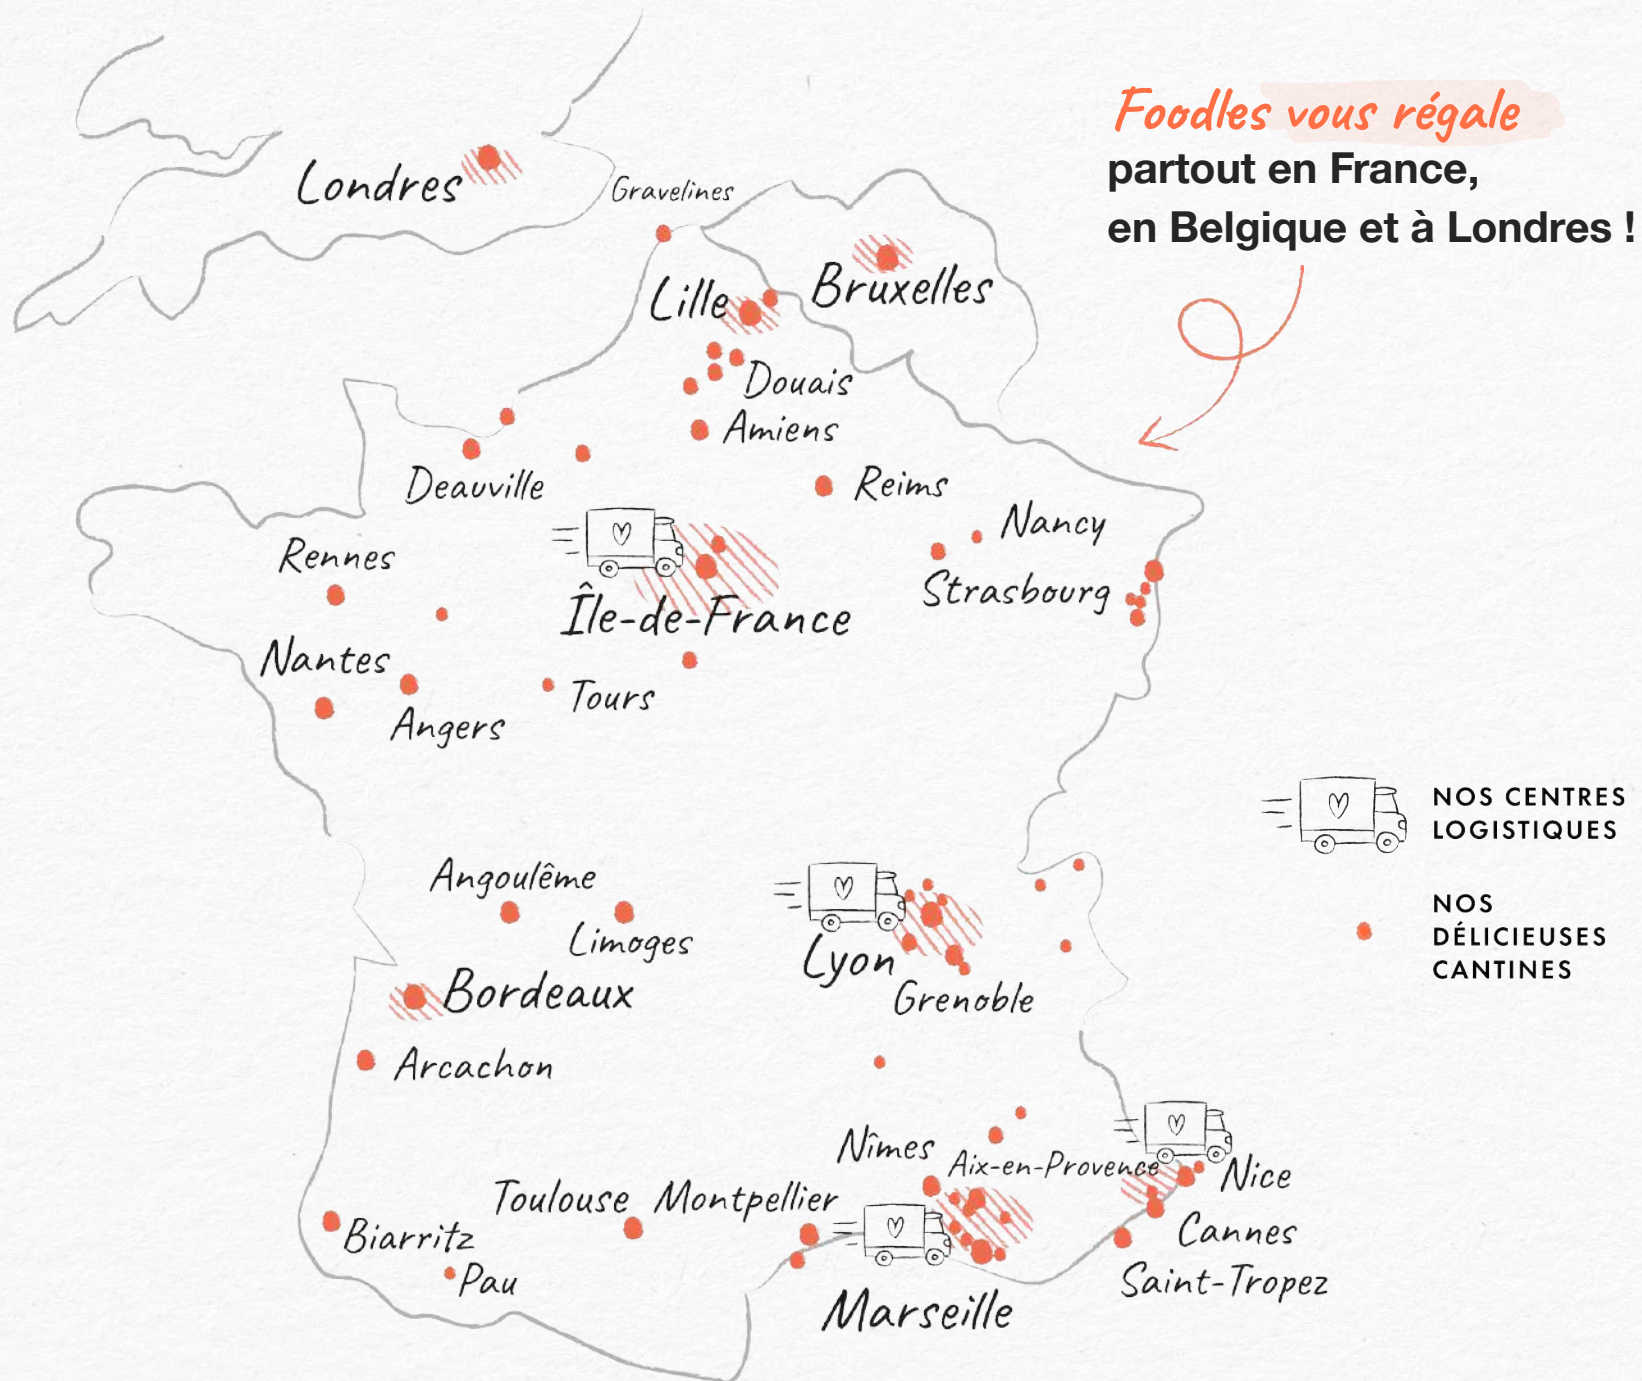 Foodles vous régale
partout en France,
en Belgique et à Londres !
Londres
Gravelines
Bruxelles
Lille
Douais
Amiens
Deauville
Reims
Nancy
Rennes
Strasbourg
Île-de-France
Nantes
Tours
Angers
NOS CENTRES
LOGISTIQUES
Angoulême
Limoges
NOS
DÉLICIEUSES
CANTINES
Lyon
Bordeaux
Grenoble
Arcachon
Nîmes
Aix-en-Provence
Nice
Toulouse
Montpellier
Biarritz
Cannes
Pau
Saint-Tropez
Marseille